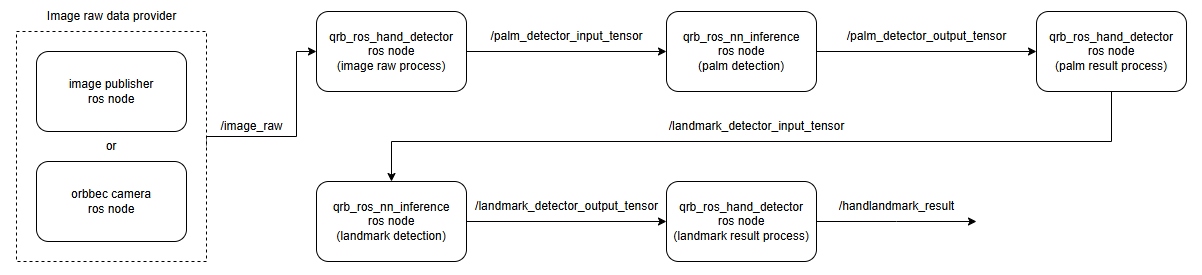 Image raw data provider
image publisher
ros node
or
orbbec camera
ros node
/image_raw
qrb_ros_hand_detector
ros node
(image raw process)
/palm_detector_input_tensor
qrb_ros_nn_inference
ros node
(palm detection)
/palm_detector_output_tensor
qrb_ros_hand_detector
ros node
(palm result process)
/landmark_detector_input_tensor
qrb_ros_nn_inference
ros node
(landmark detection)
/landmark_detector_output_tensor
qrb_ros_hand_detector
ros node
(landmark result process)
/handlandmark_result